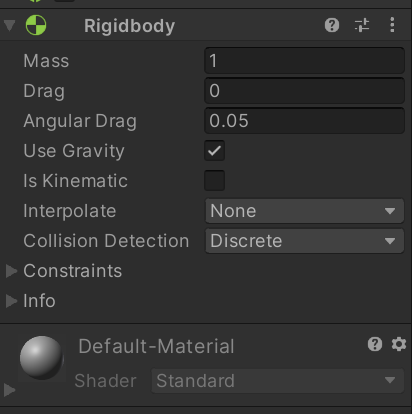 Rigidbody
Mass 1
Drag 0
Angular Drag 0.05
Use Gravity
Is Kinematic
Interpolate None
Collision Detection Discrete
Constraints
Info
Default-Material
Shader Standard